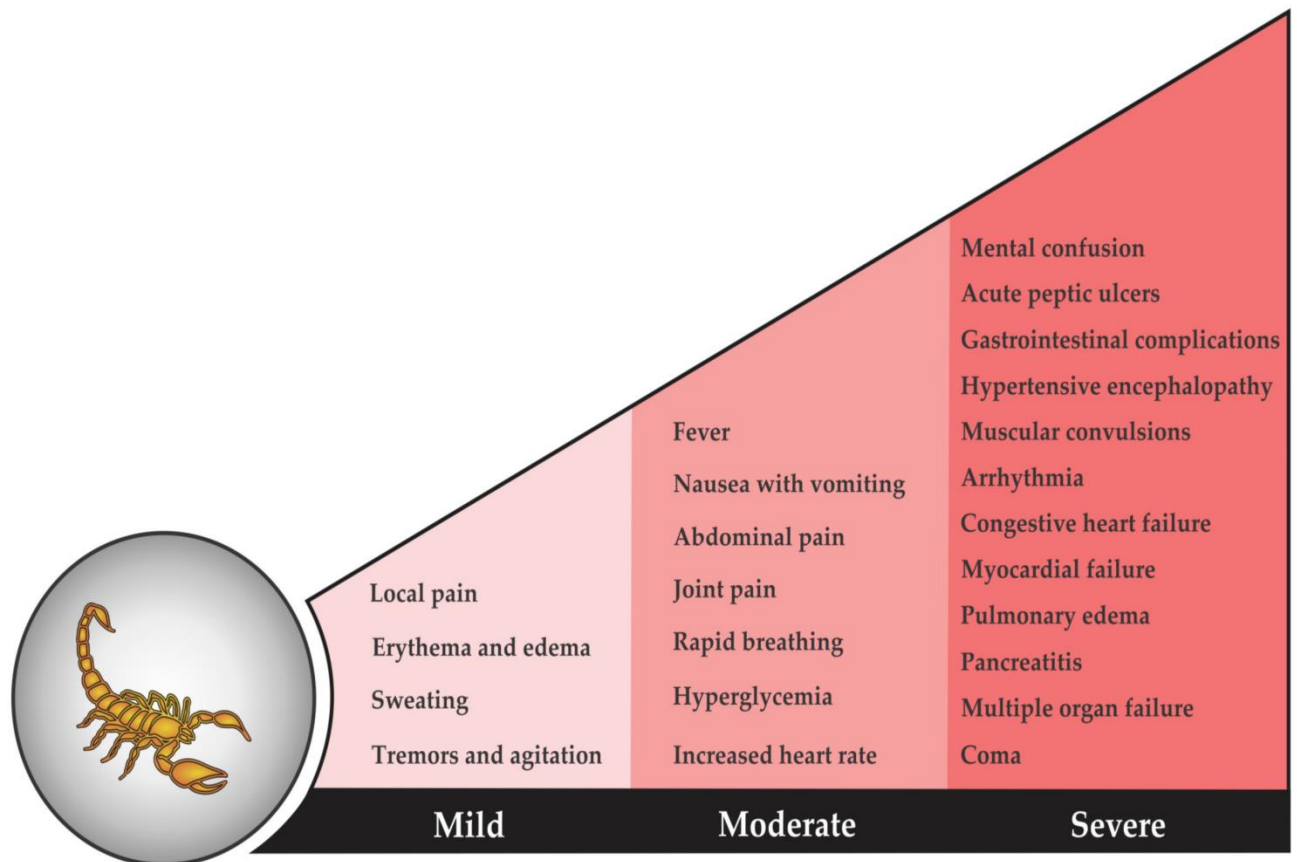 Local pain
Erythema and edema
Sweating
Tremors and agitation
Mild
Fever
Nausea with vomiting
Abdominal pain
Joint pain
Rapid breathing
Hyperglycemia
Increased heart rate
Moderate
Mental confusion
Acute peptic ulcers
Gastrointestinal complications
Hypertensive encephalopathy
Muscular convulsions
Arrhythmia
Congestive heart failure
Myocardial failure
Pulmonary edema
Pancreatitis
Multiple organ failure
Coma
Severe